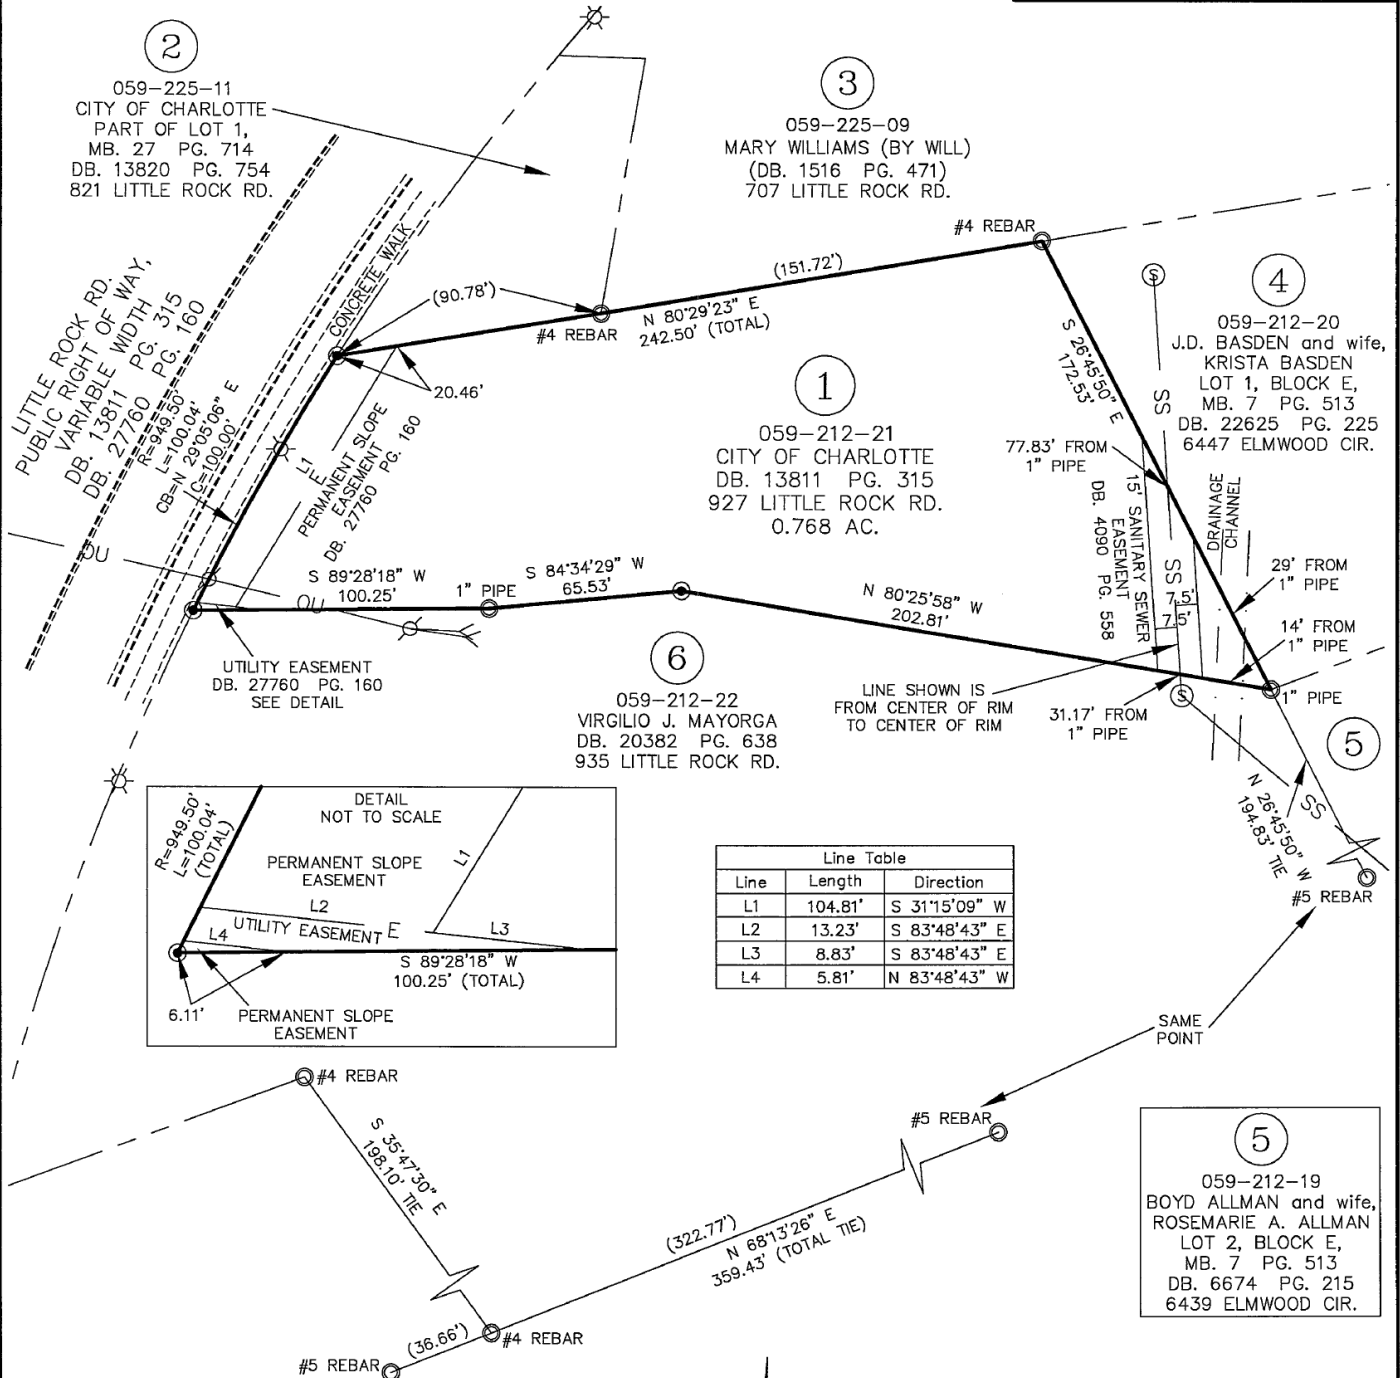 2
059-225-11
CITY OF CHARLOTTE
PART OF LOT 1,
MB. 27 PG. 714
DB. 13820 PG. 754
821 LITTLE ROCK RD.
3
059-225-09
MARY WILLIAMS (BY WILL)
(DB. 1516 PG. 471)
707 LITTLE ROCK RD.
#4 REBAR
(151.72')
N 80°29'23" E
242.50' (TOTAL)
(90.78')
#4 REBAR
20.46'
CONCRETE WALK
LITTLE ROCK RD.
PUBLIC RIGHT OF WAY,
VARIABLE WIDTH
DB. 13811 PG. 315
DB. 27760 PG. 160
R=949.50'
L=100.04'
CB=N 29°05'06" E
C=100.00'
L1
E
PERMANENT SLOPE
EASEMENT
DB. 27760 PG. 160
4
059-212-20
J.D. BASDEN and wife,
KRISTA BASDEN
LOT 1, BLOCK E,
MB. 7 PG. 513
DB. 22625 PG. 225
6447 ELMWOOD CIR.
S
SS
S 26°45'50" E
172.53'
1
059-212-21
CITY OF CHARLOTTE
DB. 13811 PG. 315
927 LITTLE ROCK RD.
0.768 AC.
77.83' FROM
1" PIPE
15' SANITARY SEWER
EASEMENT
DB. 4090 PG. 558
DRAINAGE
CHANNEL
SS
7.5'
7.5'
29' FROM
1" PIPE
14' FROM
1" PIPE
1" PIPE
OU
S 89°28'18" W
100.25'
OU
1" PIPE
S 84°34'29" W
65.53'
N 80°25'58" W
202.81'
UTILITY EASEMENT
DB. 27760 PG. 160
SEE DETAIL
6
059-212-22
VIRGILIO J. MAYORGA
DB. 20382 PG. 638
935 LITTLE ROCK RD.
LINE SHOWN IS
FROM CENTER OF RIM
TO CENTER OF RIM
31.17' FROM
1" PIPE
S
5
SS
N 26°45'50" W
194.83' TIE
#5 REBAR
DETAIL
NOT TO SCALE
R=949.50'
L=100.04'
(TOTAL)
PERMANENT SLOPE
EASEMENT
L1
L2
UTILITY EASEMENT
E
L3
L4
S 89°28'18" W
100.25' (TOTAL)
6.11'
PERMANENT SLOPE
EASEMENT
Line Table
Line Length Direction
L1 104.81' S 31°15'09" W
L2 13.23' S 83°48'43" E
L3 8.83' S 83°48'43" E
L4 5.81' N 83°48'43" W
SAME
POINT
#4 REBAR
S 35°47'30" E
198.10' TIE
#5 REBAR
(322.77')
N 68°13'26" E
359.43' (TOTAL TIE)
(36.66')
#4 REBAR
#5 REBAR
5
059-212-19
BOYD ALLMAN and wife,
ROSEMARIE A. ALLMAN
LOT 2, BLOCK E,
MB. 7 PG. 513
DB. 6674 PG. 215
6439 ELMWOOD CIR.